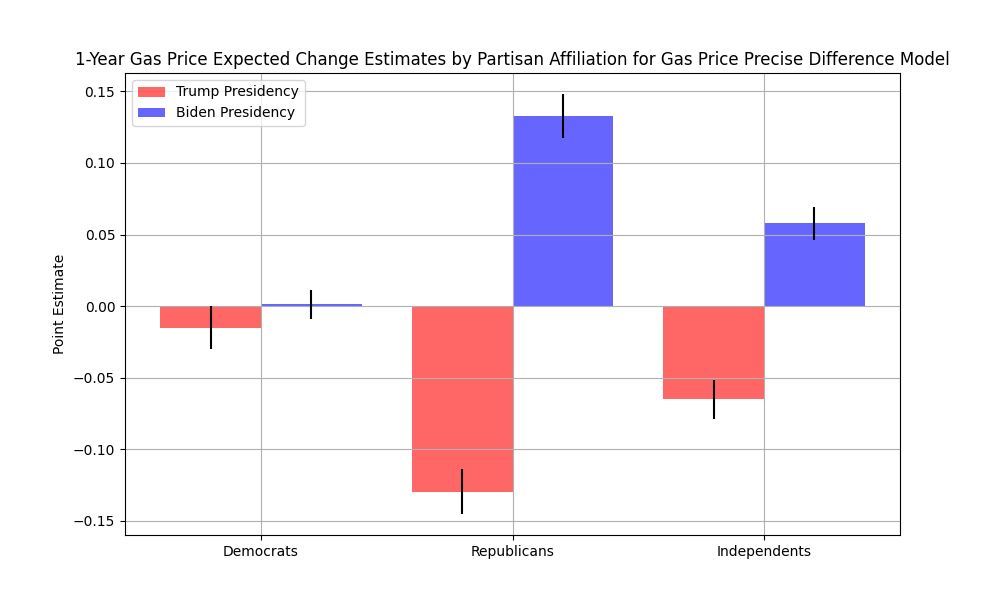 1-Year Gas Price Expected Change Estimates by Partisan Affiliation for Gas Price Precise Difference Model
Trump Presidency
Biden Presidency
Point Estimate
0.15
0.10
0.05
0.00
−0.05
−0.10
−0.15
Democrats
Republicans
Independents